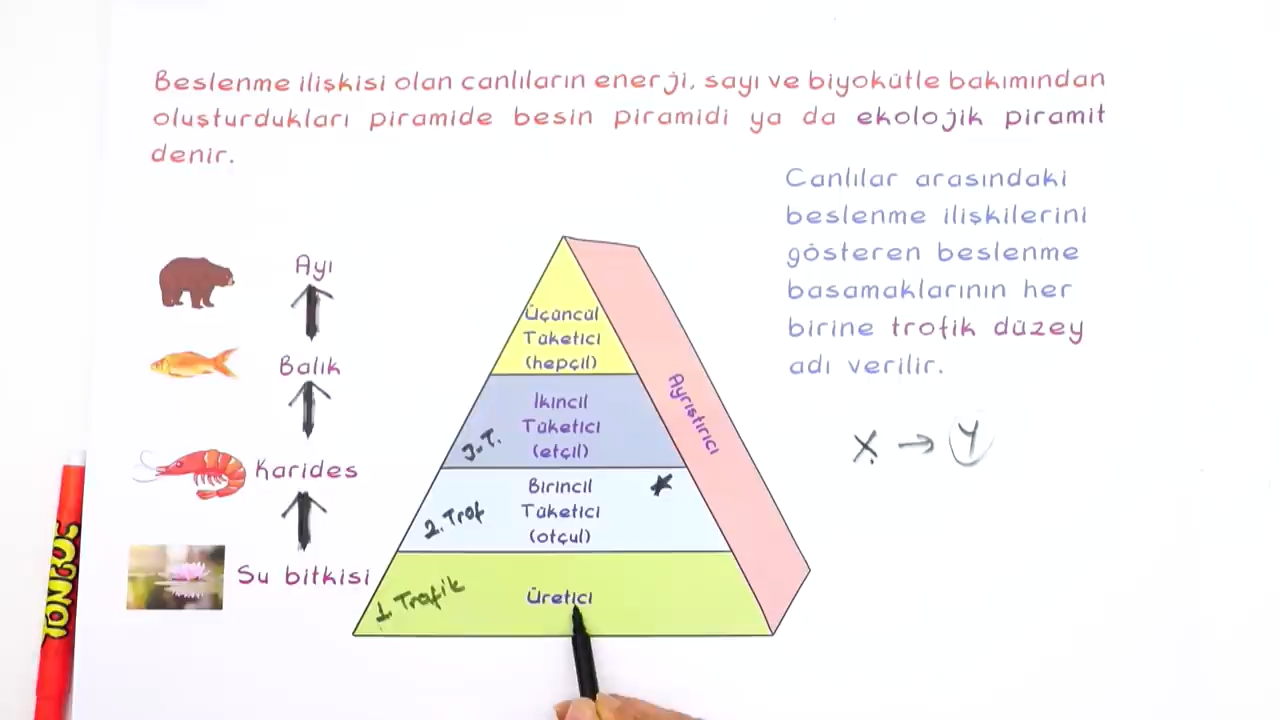 Beslenme ilişkisi olan canlıların enerji, sayı ve biyokütle bakımından
oluşturdukları piramide besin piramidi ya da ekolojik piramit
denir.
Canlılar arasındaki
beslenme ilişkilerini
gösteren beslenme
basamaklarının her
birine trofik düzey
adı verilir.
X → Y
Ayı
Balık
Karides
Su bitkisi
Üçüncül
Tüketici
(hepçil)
İkincil
Tüketici
(etçil)
3.T.
Birincil
Tüketici
(otçul)
2. Trof
Üretici
1. Trafik
Ayrıştırıcı
TONGUÇ